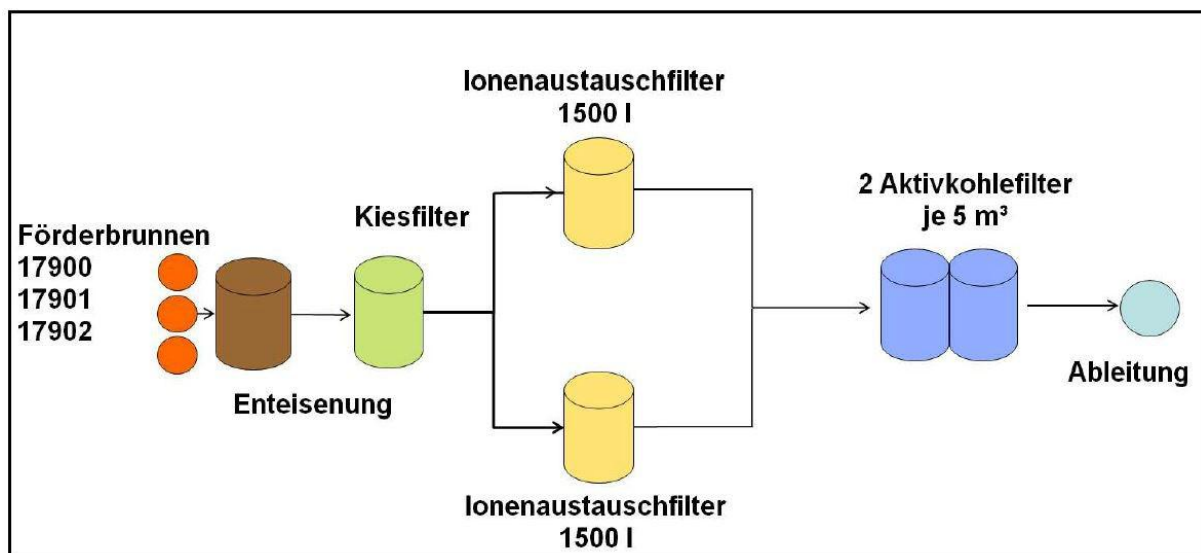 Ionenaustauschfilter
1500 l
2 Aktivkohlefilter
je 5 m³
Kiesfilter
Förderbrunnen
17900
17901
17902
Enteisenung
Ableitung
Ionenaustauschfilter
1500 l